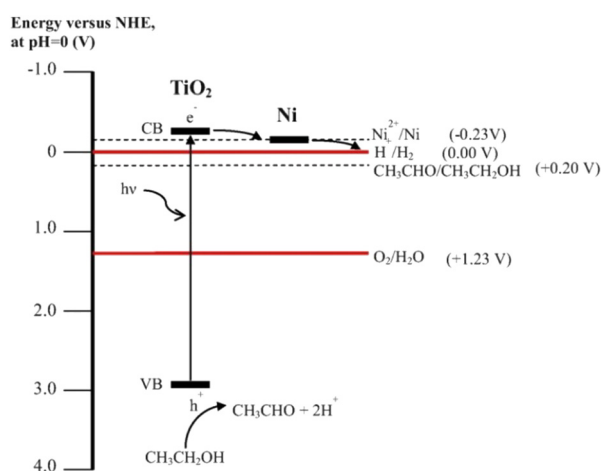 Energy versus NHE,
at pH=0 (V)
-1.0
TiO₂
e⁻
Ni
CB
Ni²⁺/Ni (-0.23V)
0
H⁺/H₂ (0.00 V)
CH₃CHO/CH₃CH₂OH (+0.20 V)
hν
1.0
O₂/H₂O (+1.23 V)
2.0
3.0
VB
h⁺
CH₃CHO + 2H⁺
CH₃CH₂OH
4.0